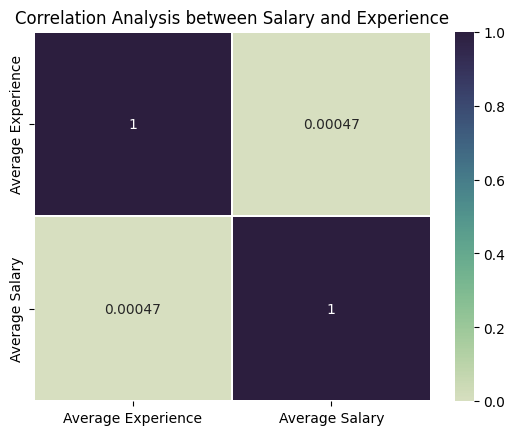 Correlation Analysis between Salary and Experience
Average Experience
1
0.00047
Average Salary
0.00047
1
Average Experience
Average Salary
1.0
0.8
0.6
0.4
0.2
0.0